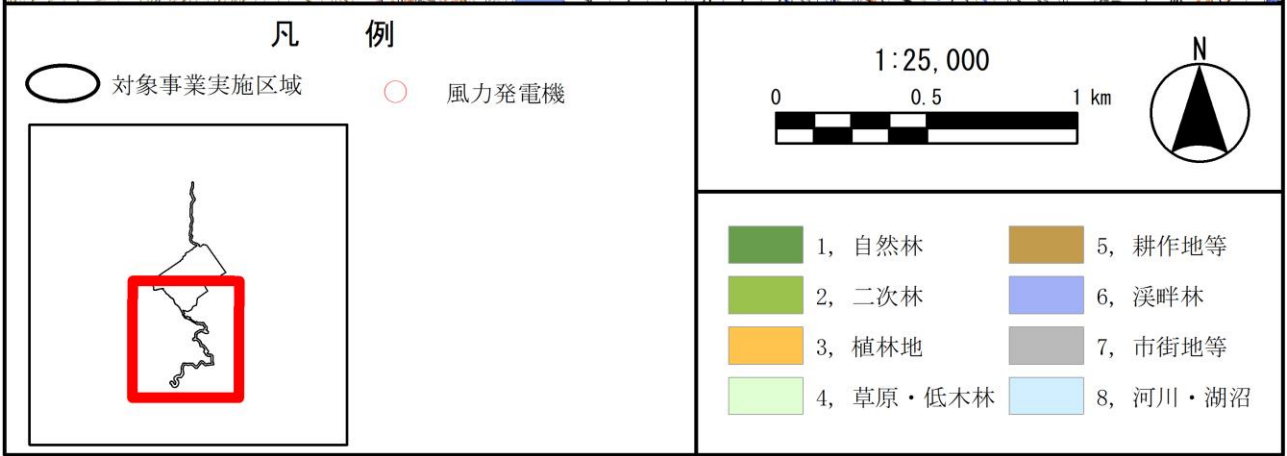 凡 例
対象事業実施区域
風力発電機
1:25,000
0 0.5 1 km
N
1, 自然林
2, 二次林
3, 植林地
4, 草原・低木林
5, 耕作地等
6, 渓畔林
7, 市街地等
8, 河川・湖沼